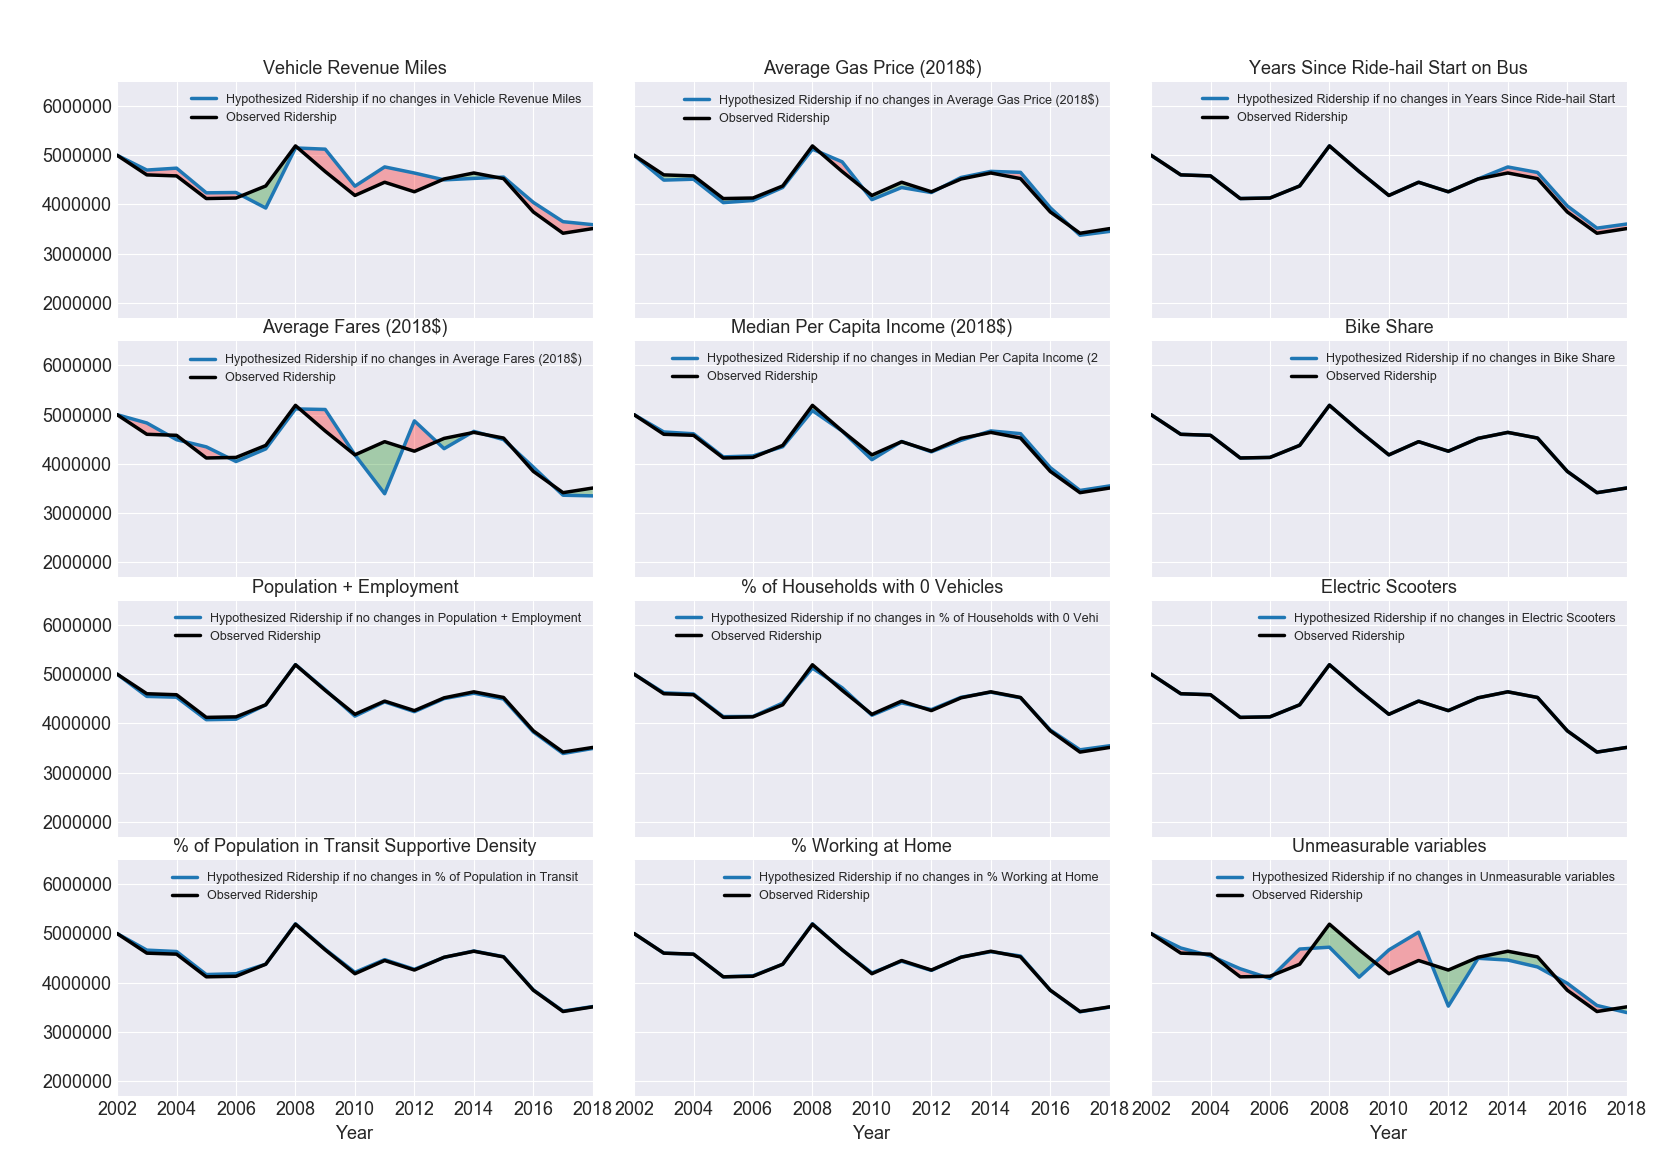 Vehicle Revenue Miles
Average Gas Price (2018$)
Years Since Ride-hail Start on Bus
6000000
5000000
4000000
3000000
2000000
Hypothesized Ridership if no changes in Vehicle Revenue Miles
Observed Ridership
Hypothesized Ridership if no changes in Average Gas Price (2018$)
Observed Ridership
Hypothesized Ridership if no changes in Years Since Ride-hail Start
Observed Ridership
Average Fares (2018$)
Median Per Capita Income (2018$)
Bike Share
6000000
5000000
4000000
3000000
2000000
Hypothesized Ridership if no changes in Average Fares (2018$)
Observed Ridership
Hypothesized Ridership if no changes in Median Per Capita Income (2
Observed Ridership
Hypothesized Ridership if no changes in Bike Share
Observed Ridership
Population + Employment
% of Households with 0 Vehicles
Electric Scooters
6000000
5000000
4000000
3000000
2000000
Hypothesized Ridership if no changes in Population + Employment
Observed Ridership
Hypothesized Ridership if no changes in % of Households with 0 Vehi
Observed Ridership
Hypothesized Ridership if no changes in Electric Scooters
Observed Ridership
% of Population in Transit Supportive Density
% Working at Home
Unmeasurable variables
6000000
5000000
4000000
3000000
2000000
Hypothesized Ridership if no changes in % of Population in Transit
Observed Ridership
Hypothesized Ridership if no changes in % Working at Home
Observed Ridership
Hypothesized Ridership if no changes in Unmeasurable variables
Observed Ridership
2002 2004 2006 2008 2010 2012 2014 2016 2018
2002 2004 2006 2008 2010 2012 2014 2016 2018
2002 2004 2006 2008 2010 2012 2014 2016 2018
Year
Year
Year